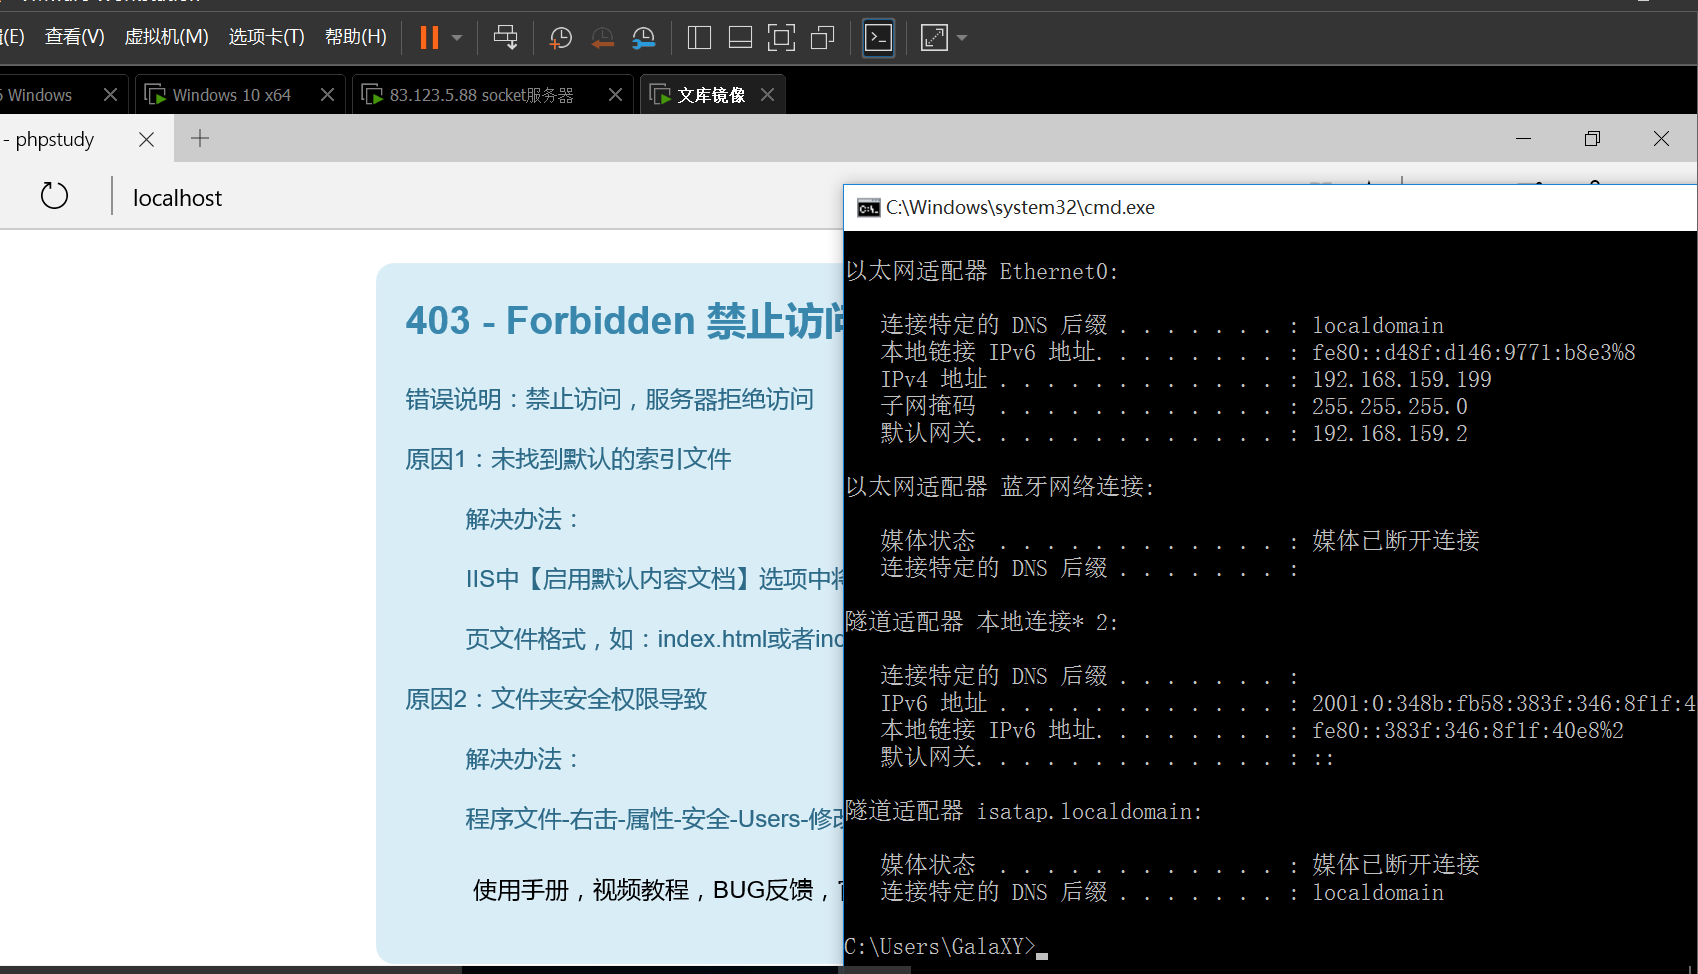 查看(V) 虚拟机(M) 选项卡(T) 帮助(H)
Windows Windows 10 x64 83.123.5.88 socket服务器 文库镜像
- phpstudy
localhost
C:\Windows\system32\cmd.exe
403 - Forbidden 禁止访问
错误说明：禁止访问，服务器拒绝访问
原因1：未找到默认的索引文件
解决办法：
IIS中【启用默认内容文档】选项中将
页文件格式，如：index.html或者ind
原因2：文件夹安全权限导致
解决办法：
程序文件-右击-属性-安全-Users-修改
使用手册，视频教程，BUG反馈，
以太网适配器 Ethernet0:
连接特定的 DNS 后缀 . . . . . . . : localdomain
本地链接 IPv6 地址. . . . . . . . : fe80::d48f:d146:9771:b8e3%8
IPv4 地址 . . . . . . . . . . . . : 192.168.159.199
子网掩码  . . . . . . . . . . . . : 255.255.255.0
默认网关. . . . . . . . . . . . . : 192.168.159.2
以太网适配器 蓝牙网络连接:
媒体状态  . . . . . . . . . . . . : 媒体已断开连接
连接特定的 DNS 后缀 . . . . . . . :
隧道适配器 本地连接* 2:
连接特定的 DNS 后缀 . . . . . . . :
IPv6 地址 . . . . . . . . . . . . : 2001:0:348b:fb58:383f:346:8f1f:4
本地链接 IPv6 地址. . . . . . . . : fe80::383f:346:8f1f:40e8%2
默认网关. . . . . . . . . . . . . : ::
隧道适配器 isatap.localdomain:
媒体状态  . . . . . . . . . . . . : 媒体已断开连接
连接特定的 DNS 后缀 . . . . . . . : localdomain
C:\Users\GalaXY>